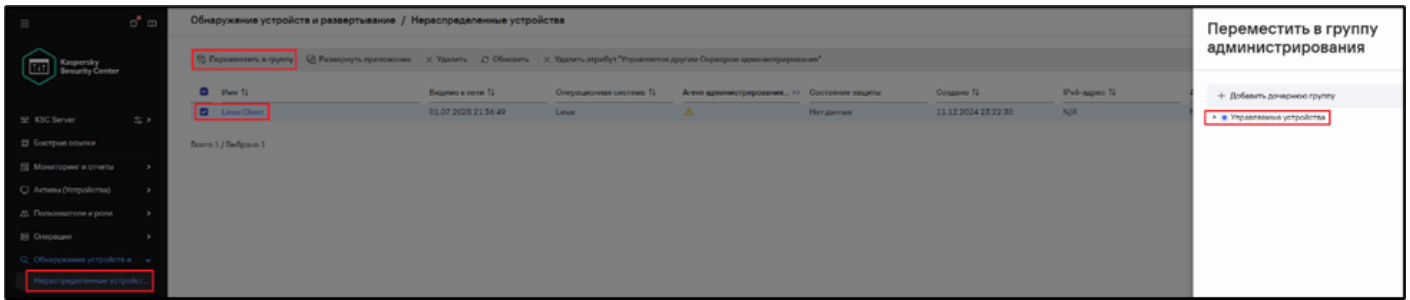 Обнаружение устройств и развертывание / Нераспределенные устройства
Переместить в группу администрирования
Kaspersky
Security Center
Переместить в группу
Развернуть приложение
Удалить
Обновить
Удалить атрибут "Управляется другим Сервером администрирования"
+ Добавить дочернюю группу
Управляемые устройства
Имя
Видимо в сети
Операционная система
Агент администрирования...
Состояние защиты
Создано
IPv6-адрес
Linux Client
01.07.2025 21:36:49
Linux
Нет данных
11.12.2024 23:22:30
N/A
Всего 1 / Выбрано 1
KSC Server
Быстрые ссылки
Мониторинг и отчеты
Активы (Устройства)
Пользователи и роли
Операции
Обнаружение устройств и ...
Нераспределенные устройст...